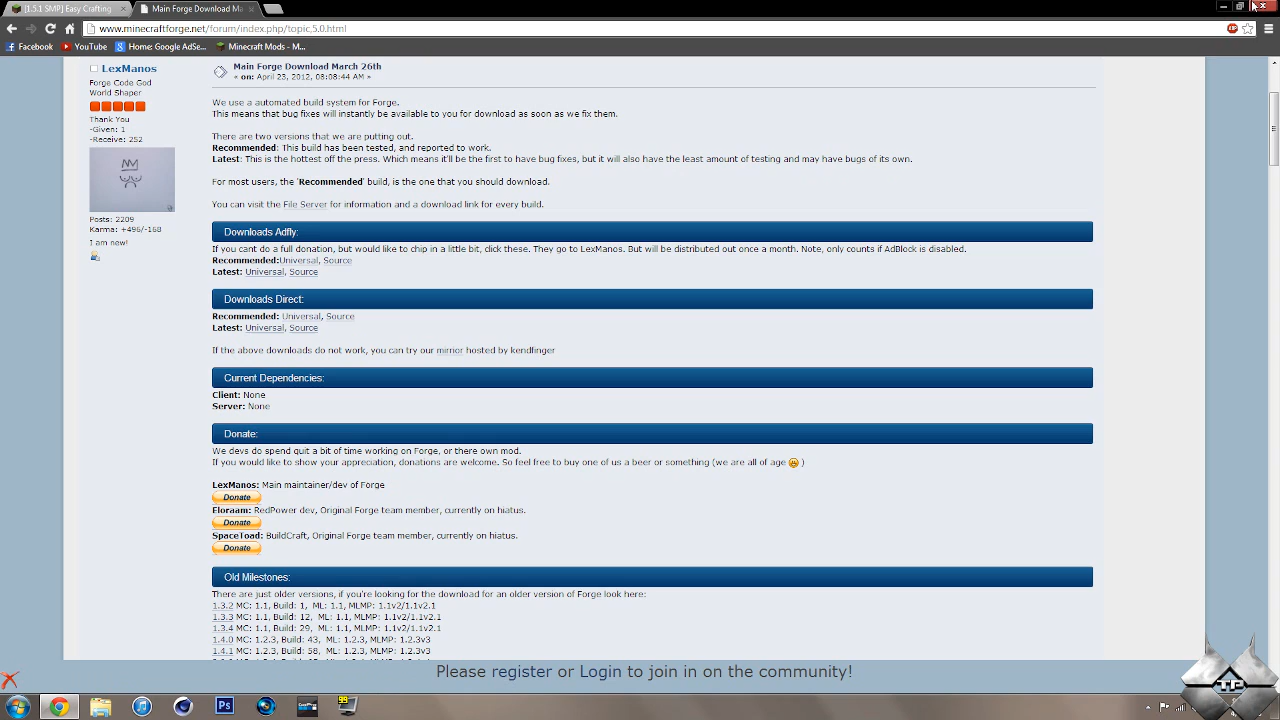 [1.5.1 SMP] Easy Crafting
Main Forge Download Ma
www.minecraftforge.net/forum/index.php/topic,5.0.html
Facebook
YouTube
Home: Google AdSe...
Minecraft Mods - M...
LexManos
Forge Code God
World Shaper
Thank You
-Given: 1
-Receive: 252
Posts: 2209
Karma: +496/-168
I am new!
Main Forge Download March 26th
« on: April 23, 2012, 08:08:44 AM »
We use a automated build system for Forge.
This means that bug fixes will instantly be available to you for download as soon as we fix them.
There are two versions that we are putting out.
Recommended: This build has been tested, and reported to work.
Latest: This is the hottest off the press. Which means it'll be the first to have bug fixes, but it will also have the least amount of testing and may have bugs of its own.
For most users, the 'Recommended' build, is the one that you should download.
You can visit the File Server for information and a download link for every build.
Downloads Adfly:
If you cant do a full donation, but would like to chip in a little bit, click these. They go to LexManos. But will be distributed out once a month. Note, only counts if AdBlock is disabled.
Recommended:Universal, Source
Latest: Universal, Source
Downloads Direct:
Recommended: Universal, Source
Latest: Universal, Source
If the above downloads do not work, you can try our mirrior hosted by kendfinger
Current Dependencies:
Client: None
Server: None
Donate:
We devs do spend quit a bit of time working on Forge, or there own mod.
If you would like to show your appreciation, donations are welcome. So feel free to buy one of us a beer or something (we are all of age )
LexManos: Main maintainer/dev of Forge
Donate
Eloraam: RedPower dev, Original Forge team member, currently on hiatus.
Donate
SpaceToad: BuildCraft, Original Forge team member, currently on hiatus.
Donate
Old Milestones:
There are just older versions, if you're looking for the download for an older version of Forge look here:
1.3.2 MC: 1.1, Build: 1, ML: 1.1, MLMP: 1.1v2/1.1v2.1
1.3.3 MC: 1.1, Build: 12, ML: 1.1, MLMP: 1.1v2/1.1v2.1
1.3.4 MC: 1.1, Build: 29, ML: 1.1, MLMP: 1.1v2/1.1v2.1
1.4.0 MC: 1.2.3, Build: 43, ML: 1.2.3, MLMP: 1.2.3v3
1.4.1 MC: 1.2.3, Build: 58, ML: 1.2.3, MLMP: 1.2.3v3
Please register or Login to join in on the community!
Ps
99
TP